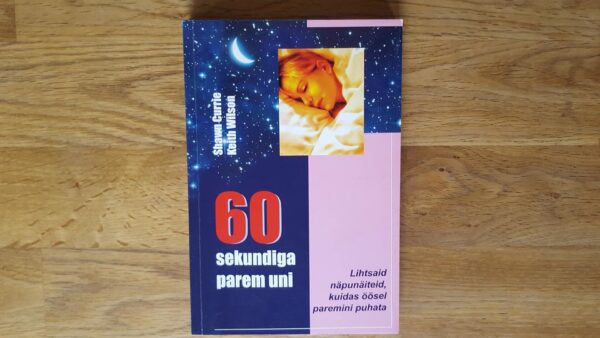 Shawn Currie
Keith Wilson
60
sekundiga
parem uni
Lihtsaid
näpunäiteid,
kuidas öösel
paremini puhata